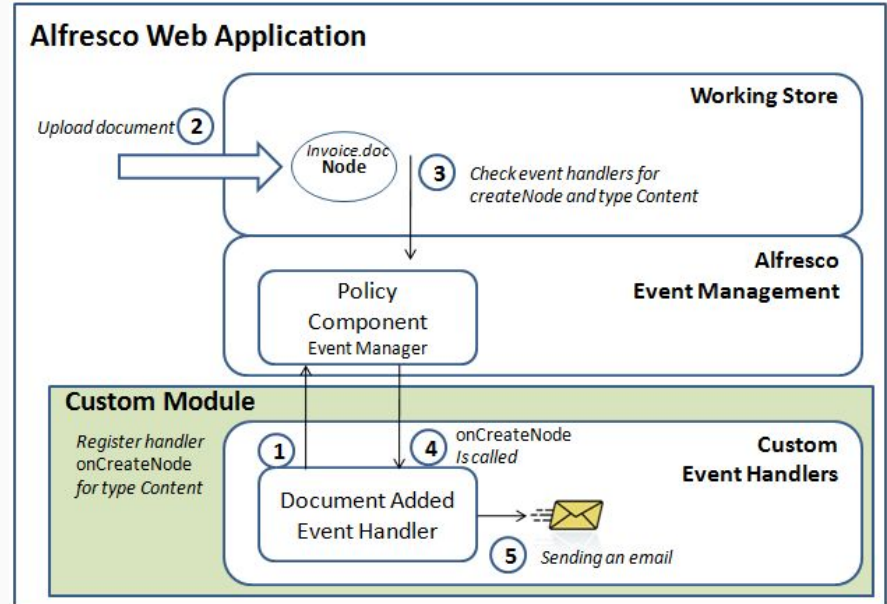 Alfresco Web Application
Working Store
Upload document
2
Invoice.doc
Node
3
Check event handlers for
createNode and type Content
Alfresco
Event Management
Policy
Component
Event Manager
Custom Module
Register handler
onCreateNode
for type Content
1
4
onCreateNode
Is called
Custom
Event Handlers
Document Added
Event Handler
5
Sending an email